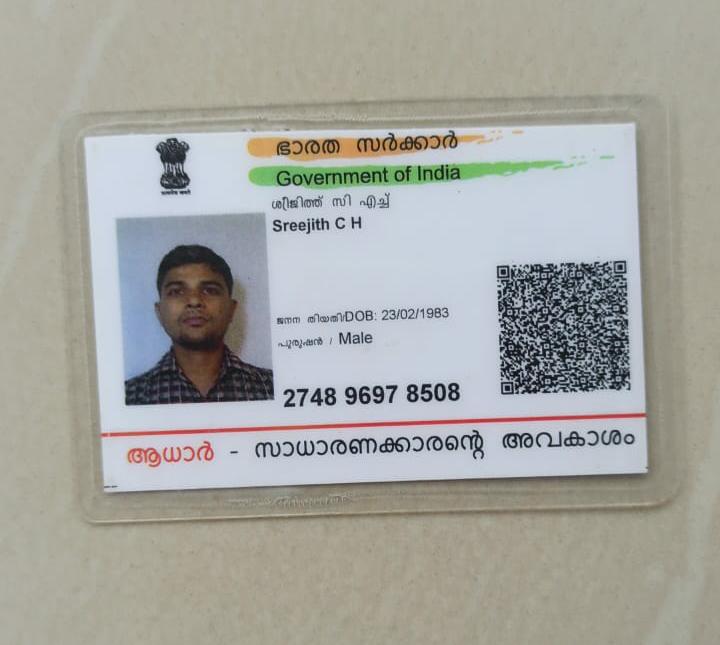 ഭാരത സർക്കാർ
Government of India
ശ്രീജിത്ത് സി എച്ച്
Sreejith C H
ജനന തിയതി/DOB: 23/02/1983
പുരുഷൻ / Male
2748 9697 8508
ആധാർ - സാധാരണക്കാരന്റെ അവകാശം